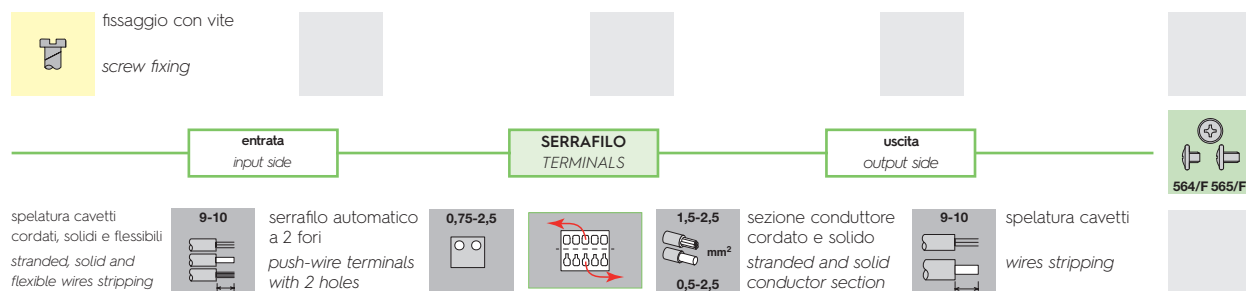 fissaggio con vite
screw fixing
entrata
input side
SERRAFILO
TERMINALS
uscita
output side
564/F 565/F
spelatura cavetti
cordati, solidi e flessibili
stranded, solid and
flexible wires stripping
9-10
serrafilo automatico
a 2 fori
push-wire terminals
with 2 holes
0,75-2,5
1,5-2,5
mm²
0,5-2,5
sezione conduttore
cordato e solido
stranded and solid
conductor section
9-10
spelatura cavetti
wires stripping